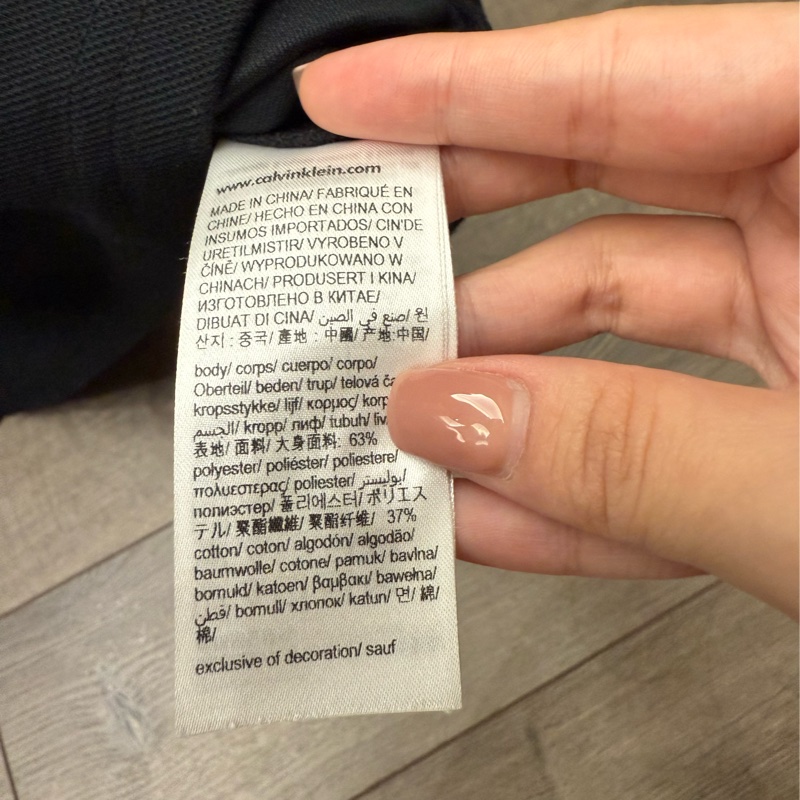 www.calvinklein.com
MADE IN CHINA/ FABRIQUÉ EN
CHINE/ HECHO EN CHINA CON
INSUMOS IMPORTADOS/ CIN'DE
URETILMISTIR/ VYROBENO V
ČÍNĚ/ WYPRODUKOWANO W
CHINACH/ PRODUSERT I KINA/
ИЗГОТОВЛЕНО В КИТАЕ/
DIBUAT DI CINA/ صنع في الصين/ 원
산지 : 중국/ 產地 : 中國/ 产地:中国/
body/ corps/ cuerpo/ corpo/
Oberteil/ beden/ trup/ telová
kropsstykke/ lijf/ κορμος/
الجسم/ kropp/ лиф/ tubuh/
表地/ 面料/ 大身面料: 63%
polyester/ poliéster/ poliestere/
πολυεστερας/ poliester/ بوليستر/
полиэстер/ 폴리에스터/ ポリエス
テル/ 聚酯纖維/ 聚酯纤维/ 37%
cotton/ coton/ algodón/ algodão/
baumwolle/ cotone/ pamuk/ bavlna/
bomuld/ katoen/ βαμβακι/ bawełna/
قطن/ bomull/ хлопок/ katun/ 면/ 綿/
棉/
exclusive of decoration/ sauf